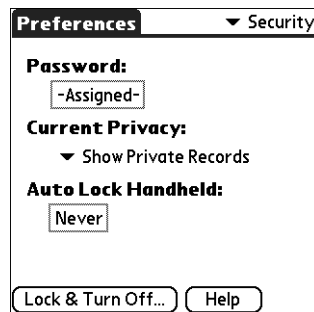 Preferences
Security
Password:
-Assigned-
Current Privacy:
Show Private Records
Auto Lock Handheld:
Never
Lock & Turn Off...
Help